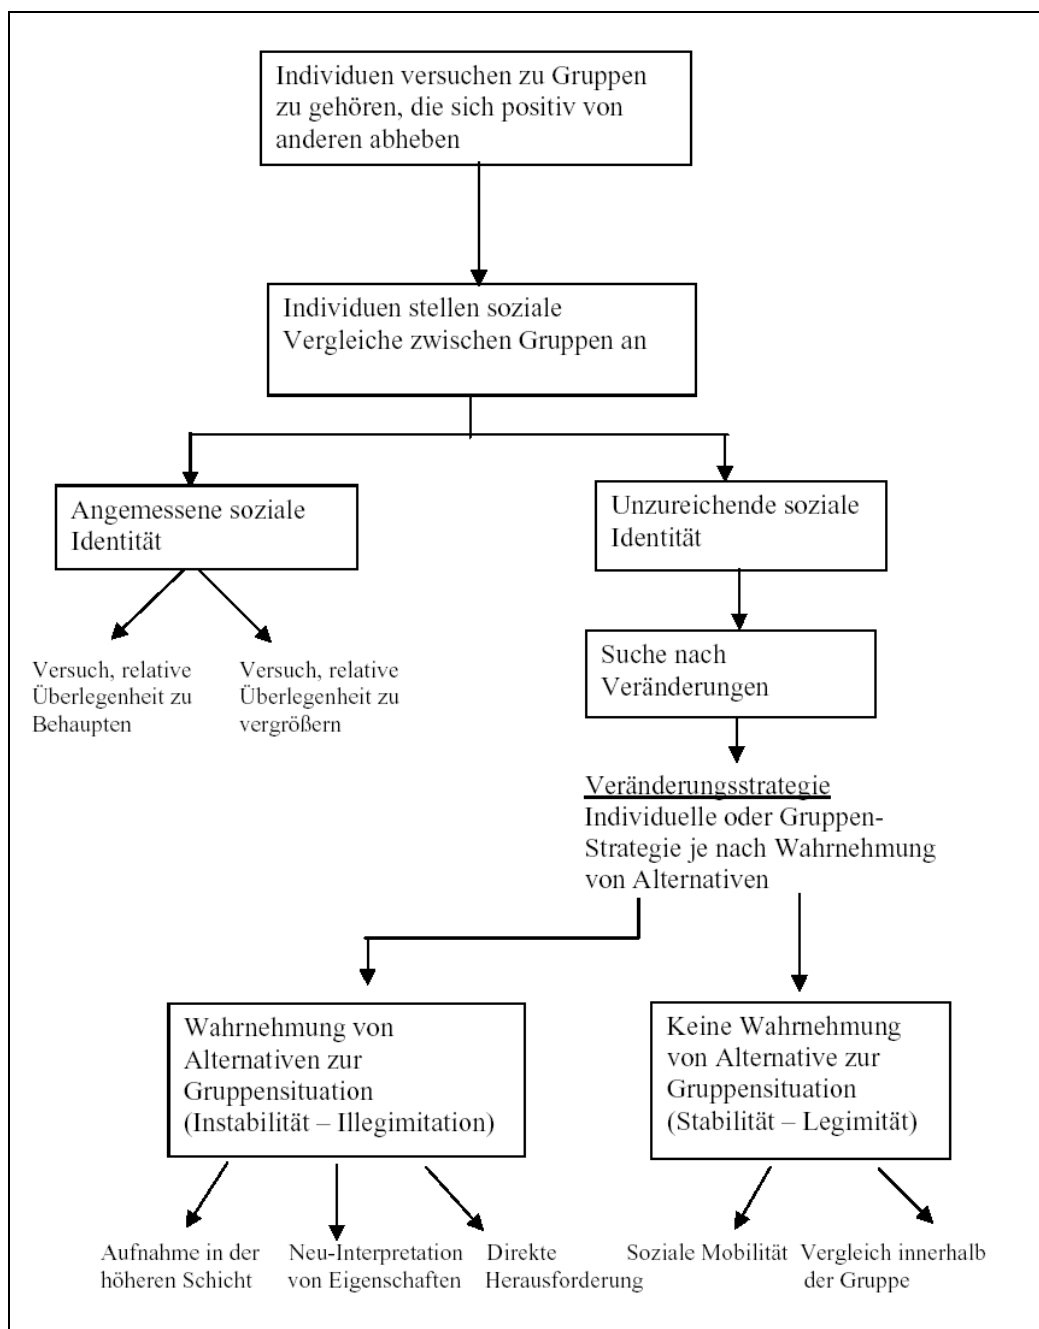 Individuen versuchen zu Gruppen
zu gehören, die sich positiv von
anderen abheben
Individuen stellen soziale
Vergleiche zwischen Gruppen an
Angemessene soziale
Identität
Unzureichende soziale
Identität
Versuch, relative
Überlegenheit zu
Behaupten
Versuch, relative
Überlegenheit zu
vergrößern
Suche nach
Veränderungen
Veränderungsstrategie
Individuelle oder Gruppen-
Strategie je nach Wahrnehmung
von Alternativen
Wahrnehmung von
Alternativen zur
Gruppensituation
(Instabilität – Illegimitation)
Keine Wahrnehmung
von Alternative zur
Gruppensituation
(Stabilität – Legimität)
Aufnahme in der
höheren Schicht
Neu-Interpretation
von Eigenschaften
Direkte
Herausforderung
Soziale Mobilität
Vergleich innerhalb
der Gruppe